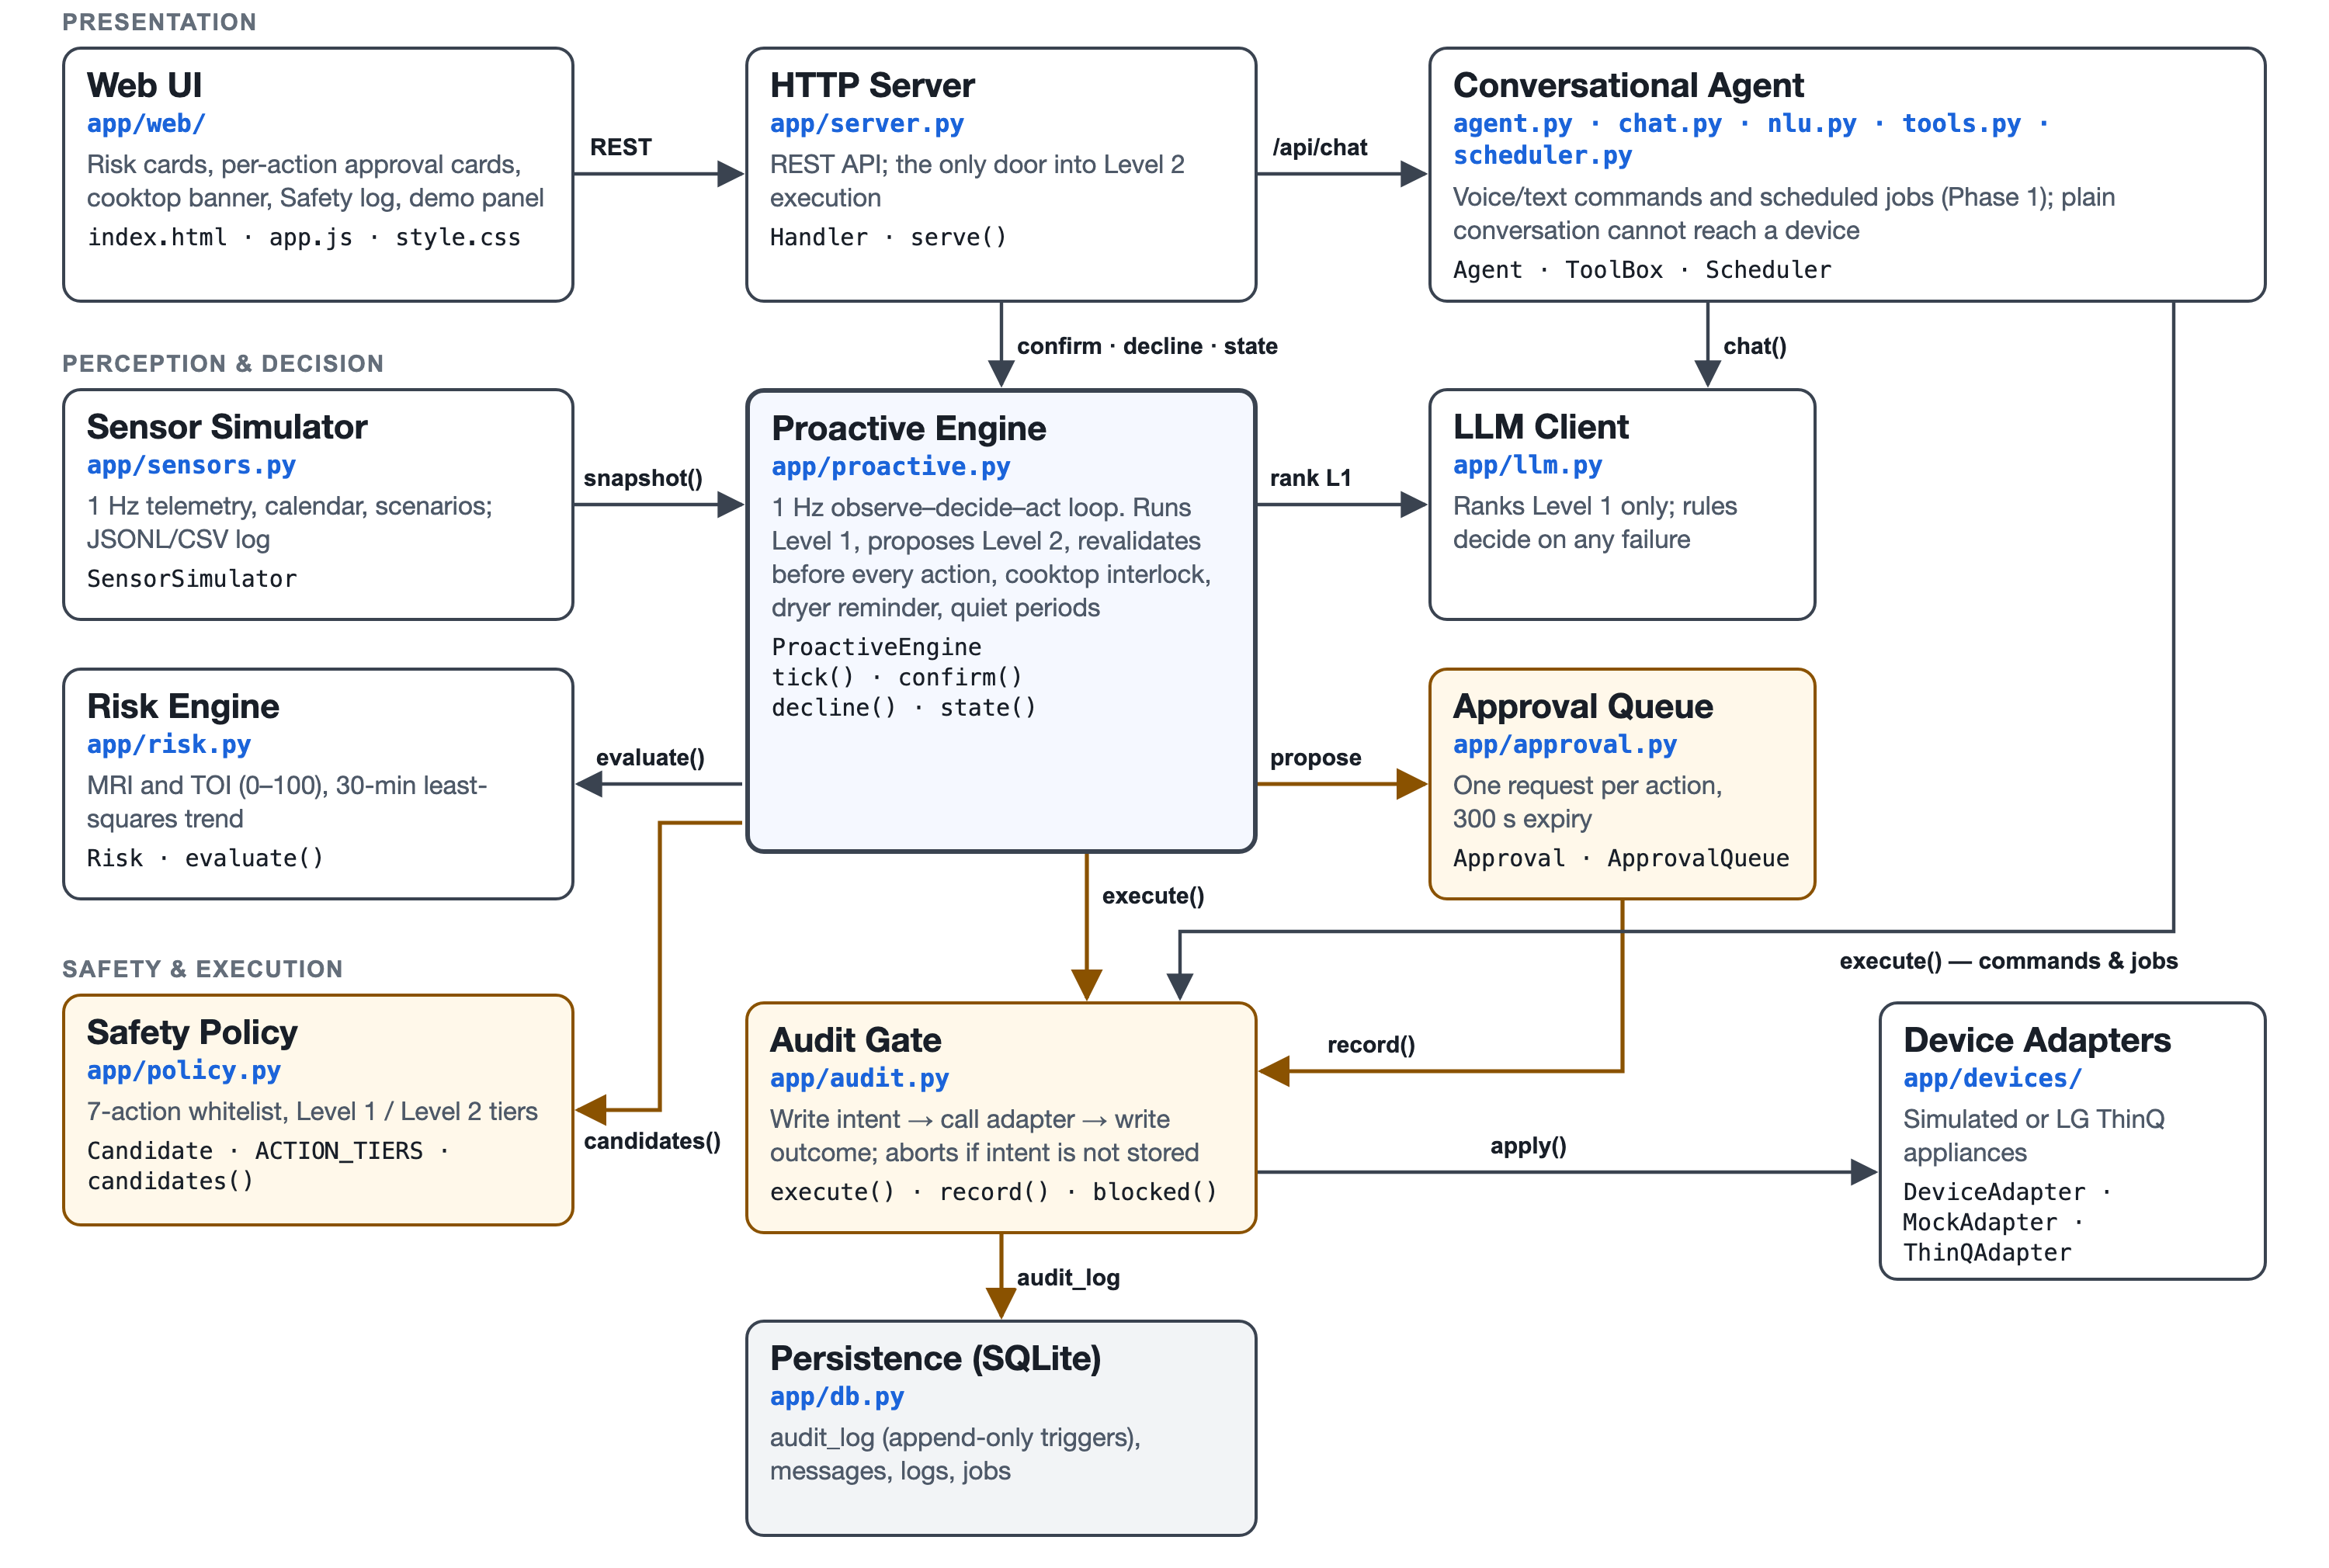 PRESENTATION
Web UI
app/web/
Risk cards, per-action approval cards,
cooktop banner, Safety log, demo panel
index.html · app.js · style.css
REST
HTTP Server
app/server.py
REST API; the only door into Level 2
execution
Handler · serve()
/api/chat
Conversational Agent
agent.py · chat.py · nlu.py · tools.py ·
scheduler.py
Voice/text commands and scheduled jobs (Phase 1); plain
conversation cannot reach a device
Agent · ToolBox · Scheduler
confirm · decline · state
chat()
PERCEPTION & DECISION
Sensor Simulator
app/sensors.py
1 Hz telemetry, calendar, scenarios;
JSONL/CSV log
SensorSimulator
snapshot()
Proactive Engine
app/proactive.py
1 Hz observe–decide–act loop. Runs
Level 1, proposes Level 2, revalidates
before every action, cooktop interlock,
dryer reminder, quiet periods
ProactiveEngine
tick() · confirm()
decline() · state()
rank L1
LLM Client
app/llm.py
Ranks Level 1 only; rules
decide on any failure
Risk Engine
app/risk.py
MRI and TOI (0–100), 30-min least-
squares trend
Risk · evaluate()
evaluate()
propose
Approval Queue
app/approval.py
One request per action,
300 s expiry
Approval · ApprovalQueue
execute()
execute() — commands & jobs
SAFETY & EXECUTION
Safety Policy
app/policy.py
7-action whitelist, Level 1 / Level 2 tiers
Candidate · ACTION_TIERS ·
candidates()
candidates()
Audit Gate
app/audit.py
Write intent → call adapter → write
outcome; aborts if intent is not stored
execute() · record() · blocked()
record()
apply()
Device Adapters
app/devices/
Simulated or LG ThinQ
appliances
DeviceAdapter ·
MockAdapter ·
ThinQAdapter
audit_log
Persistence (SQLite)
app/db.py
audit_log (append-only triggers),
messages, logs, jobs